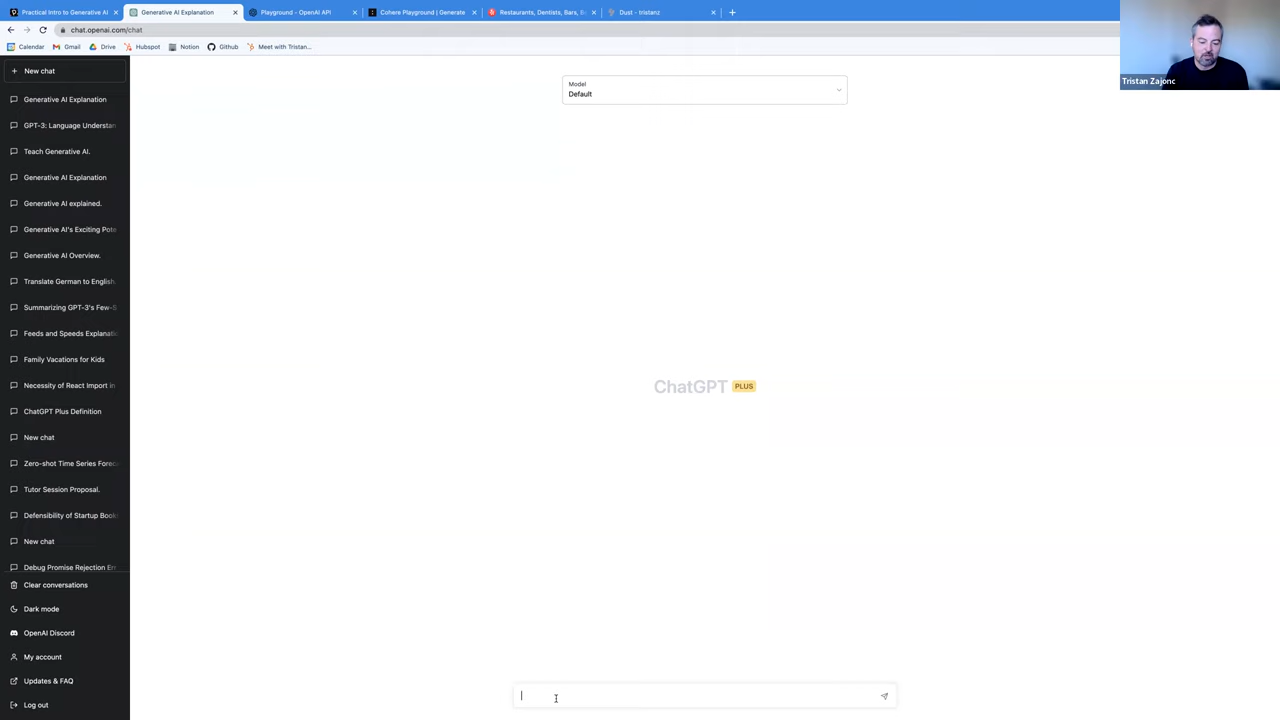 Practical Intro to Generative AI
Generative AI Explanation
Playground - OpenAI API
Cohere Playground | Generate
Restaurants, Dentists, Bars, Be
Dust - tristanz
chat.openai.com/chat
Calendar
Gmail
Drive
Hubspot
Notion
Github
Meet with Tristan...
Tristan Zajonc
New chat
Generative AI Explanation
GPT-3: Language Understan
Teach Generative AI.
Generative AI Explanation
Generative AI explained.
Generative AI's Exciting Pote
Generative AI Overview.
Translate German to English.
Summarizing GPT-3's Few-S
Feeds and Speeds Explanatio
Family Vacations for Kids
Necessity of React Import in
ChatGPT Plus Definition
New chat
Zero-shot Time Series Foreca
Tutor Session Proposal.
Defensibility of Startup Book
New chat
Debug Promise Rejection Err
Clear conversations
Dark mode
OpenAI Discord
My account
Updates & FAQ
Log out
Model
Default
ChatGPT PLUS